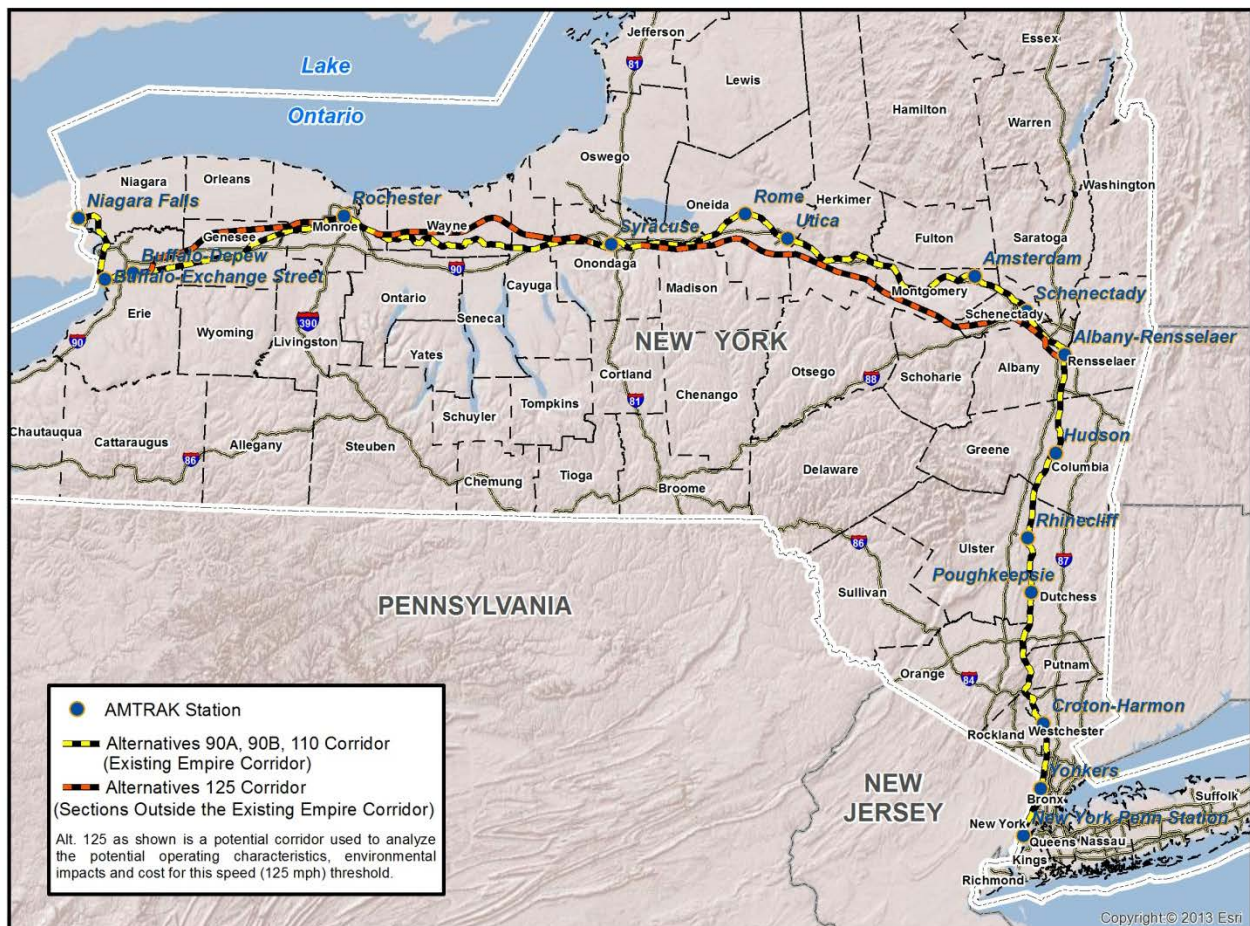 Jefferson
Essex
81
Lake
Ontario
Lewis
Hamilton
Warren
Oswego
Washington
Niagara
Orleans
Niagara Falls
Rochester
Oneida
Rome
Herkimer
Utica
Fulton
Saratoga
Genesee
Monroe
Wayne
Syracuse
Onondaga
Amsterdam
Buffalo-Depew
Buffalo-Exchange Street
90
Madison
Montgomery
Schenectady
Schenectady
Erie
Wyoming
390
Livingston
Ontario
Cayuga
Seneca
Yates
NEW YORK
Albany-Rensselaer
Rensselaer
90
Cortland
Chenango
Otsego
88
Schoharie
Albany
Schuyler
Tompkins
81
Chautauqua
Cattaraugus
86
Allegany
Steuben
Chemung
Tioga
Broome
Delaware
Greene
Hudson
Columbia
Rhinecliff
Ulster
86
87
Sullivan
Poughkeepsie
Dutchess
PENNSYLVANIA
Orange
84
Putnam
Croton-Harmon
Rockland
Westchester
Yonkers
Bronx
NEW
JERSEY
Suffolk
New York Penn Station
New York
Queens
Nassau
Kings
Richmond
AMTRAK Station
Alternatives 90A, 90B, 110 Corridor
(Existing Empire Corridor)
Alternatives 125 Corridor
(Sections Outside the Existing Empire Corridor)
Alt. 125 as shown is a potential corridor used to analyze
the potential operating characteristics, environmental
impacts and cost for this speed (125 mph) threshold.
Copyright:© 2013 Esri